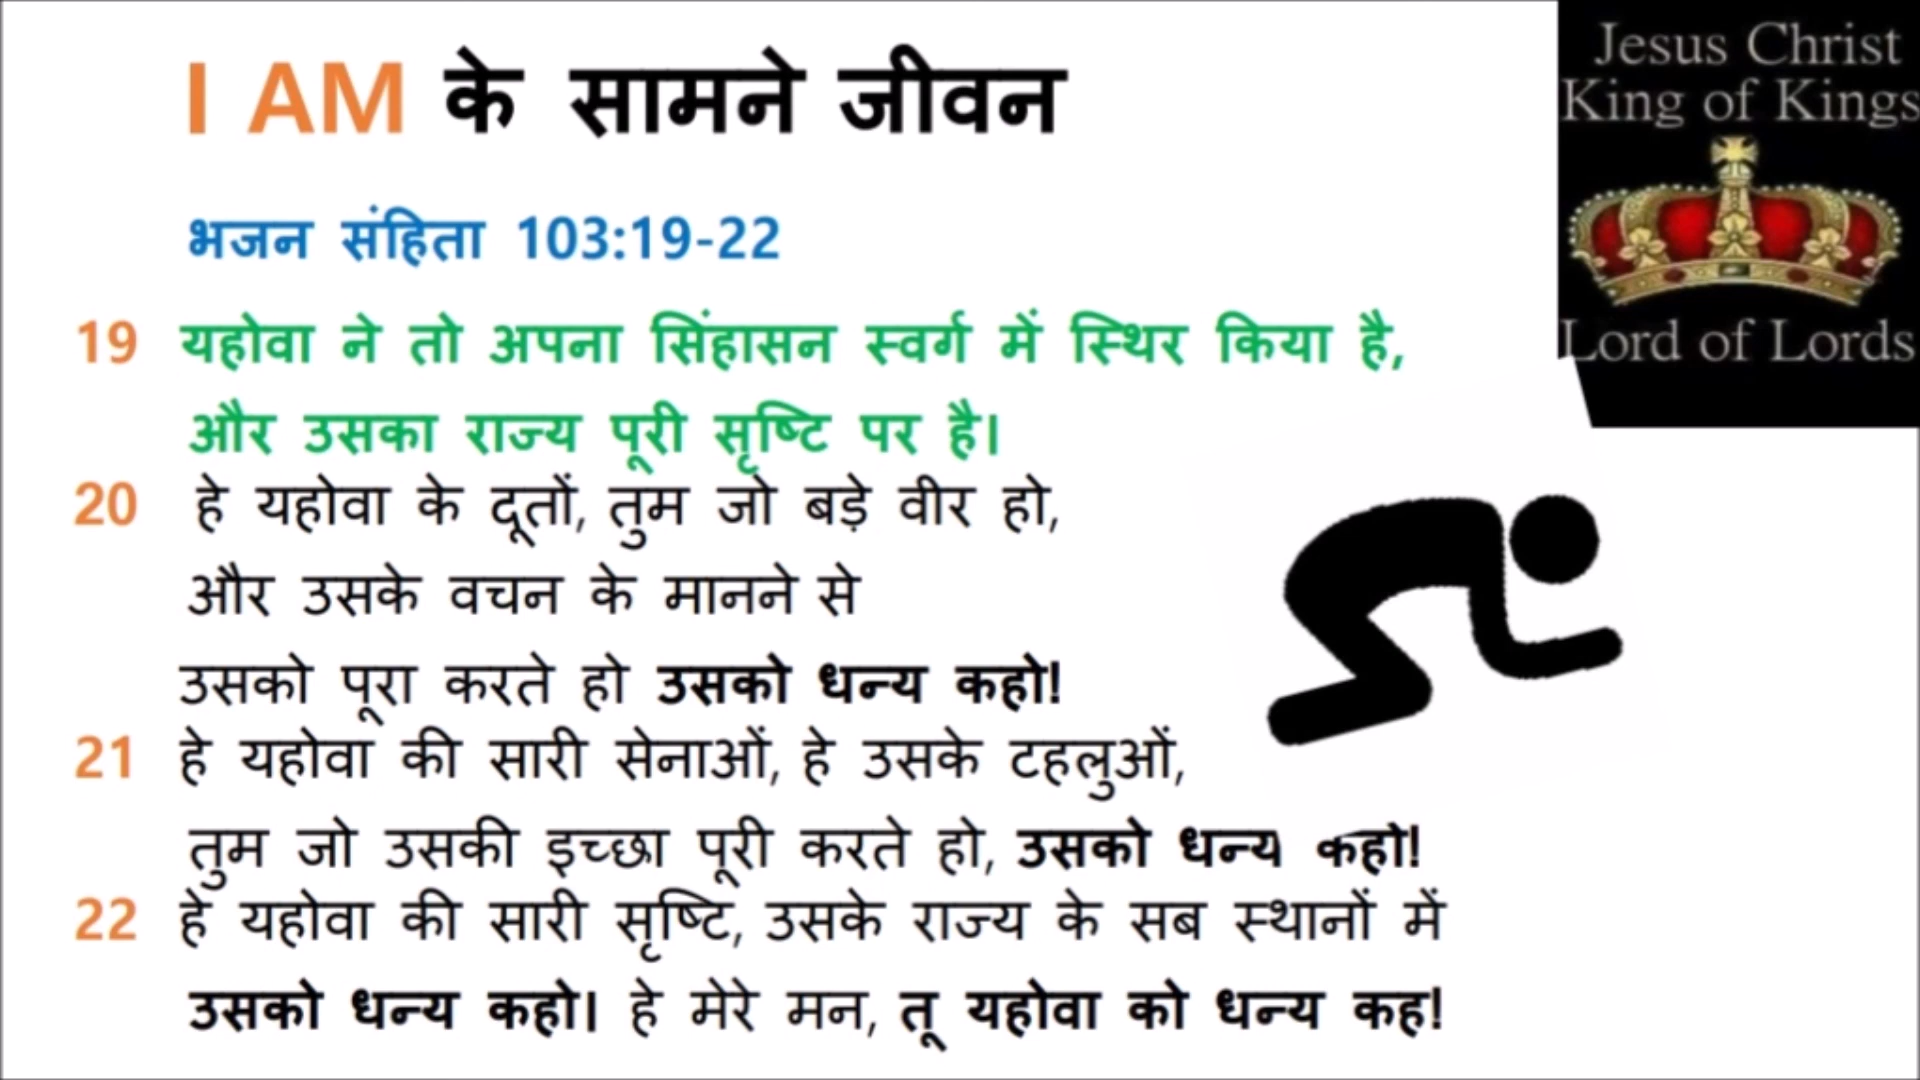 I AM के सामने जीवन
भजन संहिता 103:19-22
19 यहोवा ने तो अपना सिंहासन स्वर्ग में स्थिर किया है,
और उसका राज्य पूरी सृष्टि पर है।
20 हे यहोवा के दूतों, तुम जो बड़े वीर हो,
और उसके वचन के मानने से
उसको पूरा करते हो उसको धन्य कहो!
21 हे यहोवा की सारी सेनाओं, हे उसके टहलुओं,
तुम जो उसकी इच्छा पूरी करते हो, उसको धन्य कहो!
22 हे यहोवा की सारी सृष्टि, उसके राज्य के सब स्थानों में
उसको धन्य कहो। हे मेरे मन, तू यहोवा को धन्य कह!
Jesus Christ
King of Kings
Lord of Lords